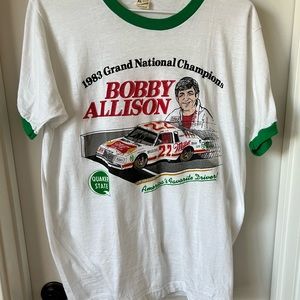 1983 Grand National Champions
BOBBY
ALLISON
22
QUAKER
STATE
America's Favorite Driver!